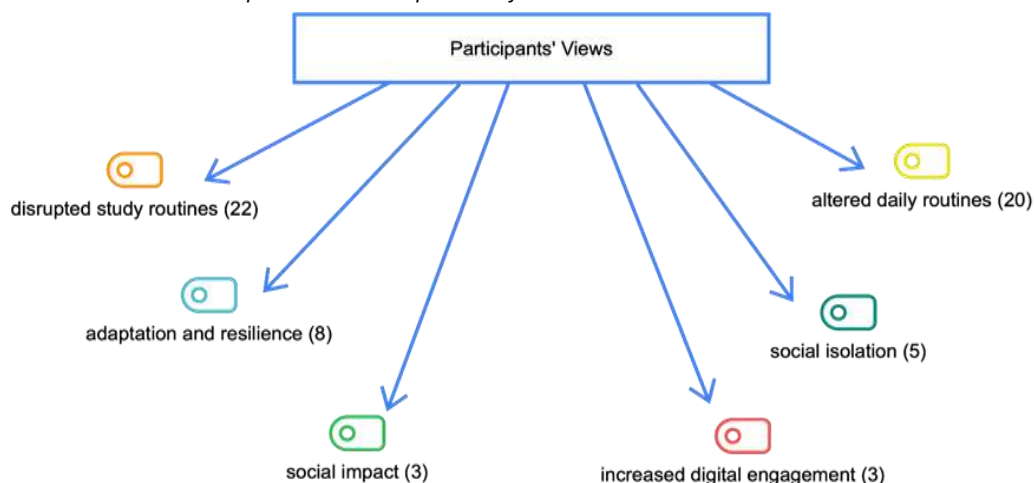 Participants' Views
disrupted study routines (22)
altered daily routines (20)
adaptation and resilience (8)
social isolation (5)
social impact (3)
increased digital engagement (3)